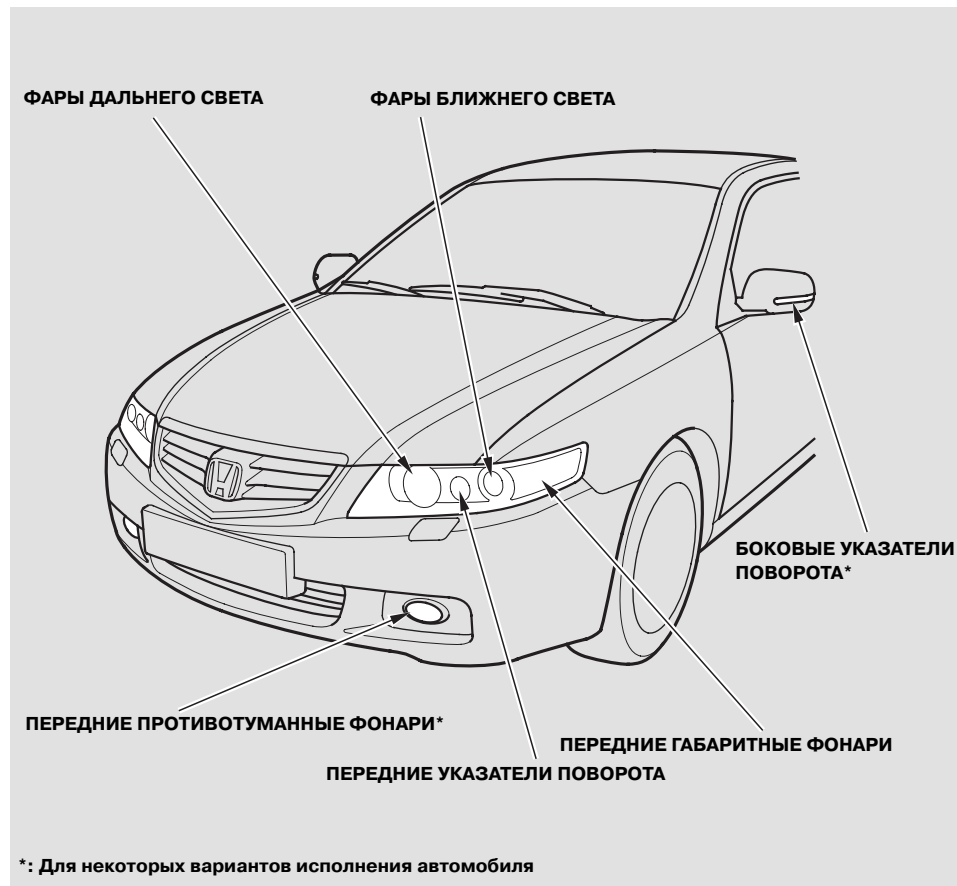 ФАРЫ ДАЛЬНЕГО СВЕТА
ФАРЫ БЛИЖНЕГО СВЕТА
БОКОВЫЕ УКАЗАТЕЛИ
ПОВОРОТА*
ПЕРЕДНИЕ ПРОТИВОТУМАННЫЕ ФОНАРИ*
ПЕРЕДНИЕ ГАБАРИТНЫЕ ФОНАРИ
ПЕРЕДНИЕ УКАЗАТЕЛИ ПОВОРОТА
*: Для некоторых вариантов исполнения автомобиля